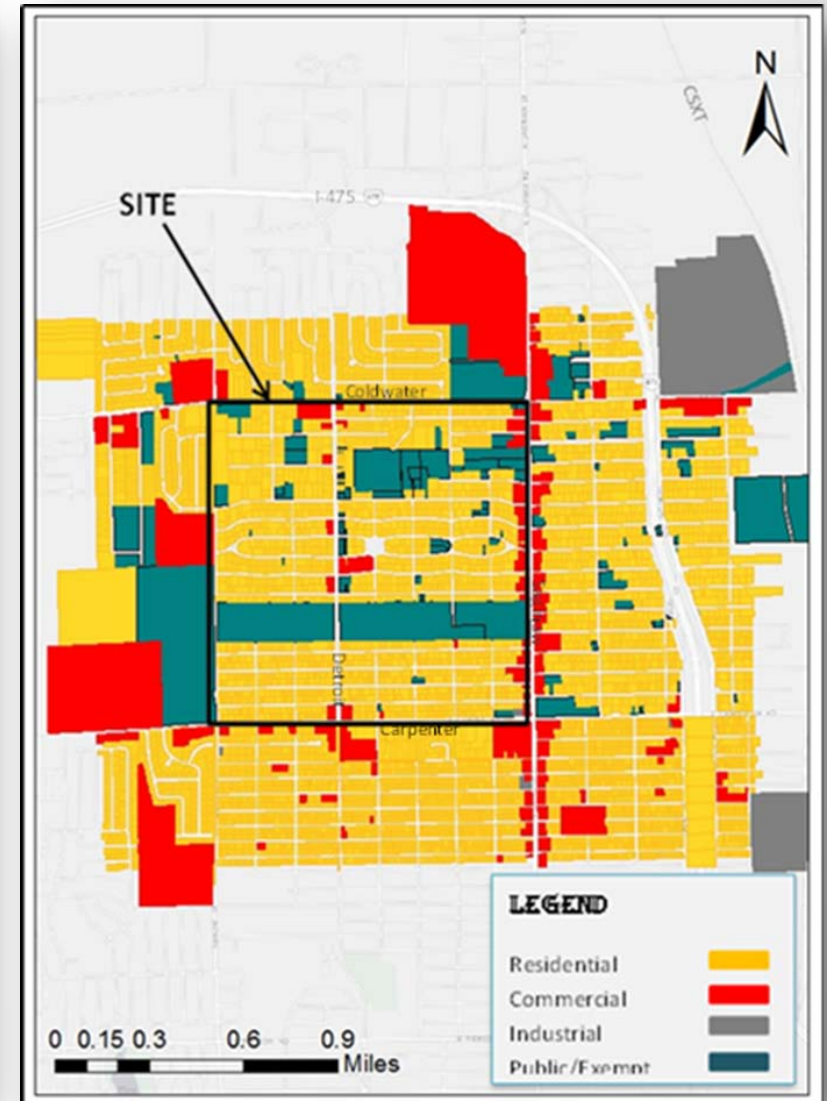 N
CSXT
I-475
SITE
Coldwater
Detroit
Carpenter
LEGEND
Residential
Commercial
Industrial
Public/Exempt
0 0.15 0.3 0.6 0.9
Miles